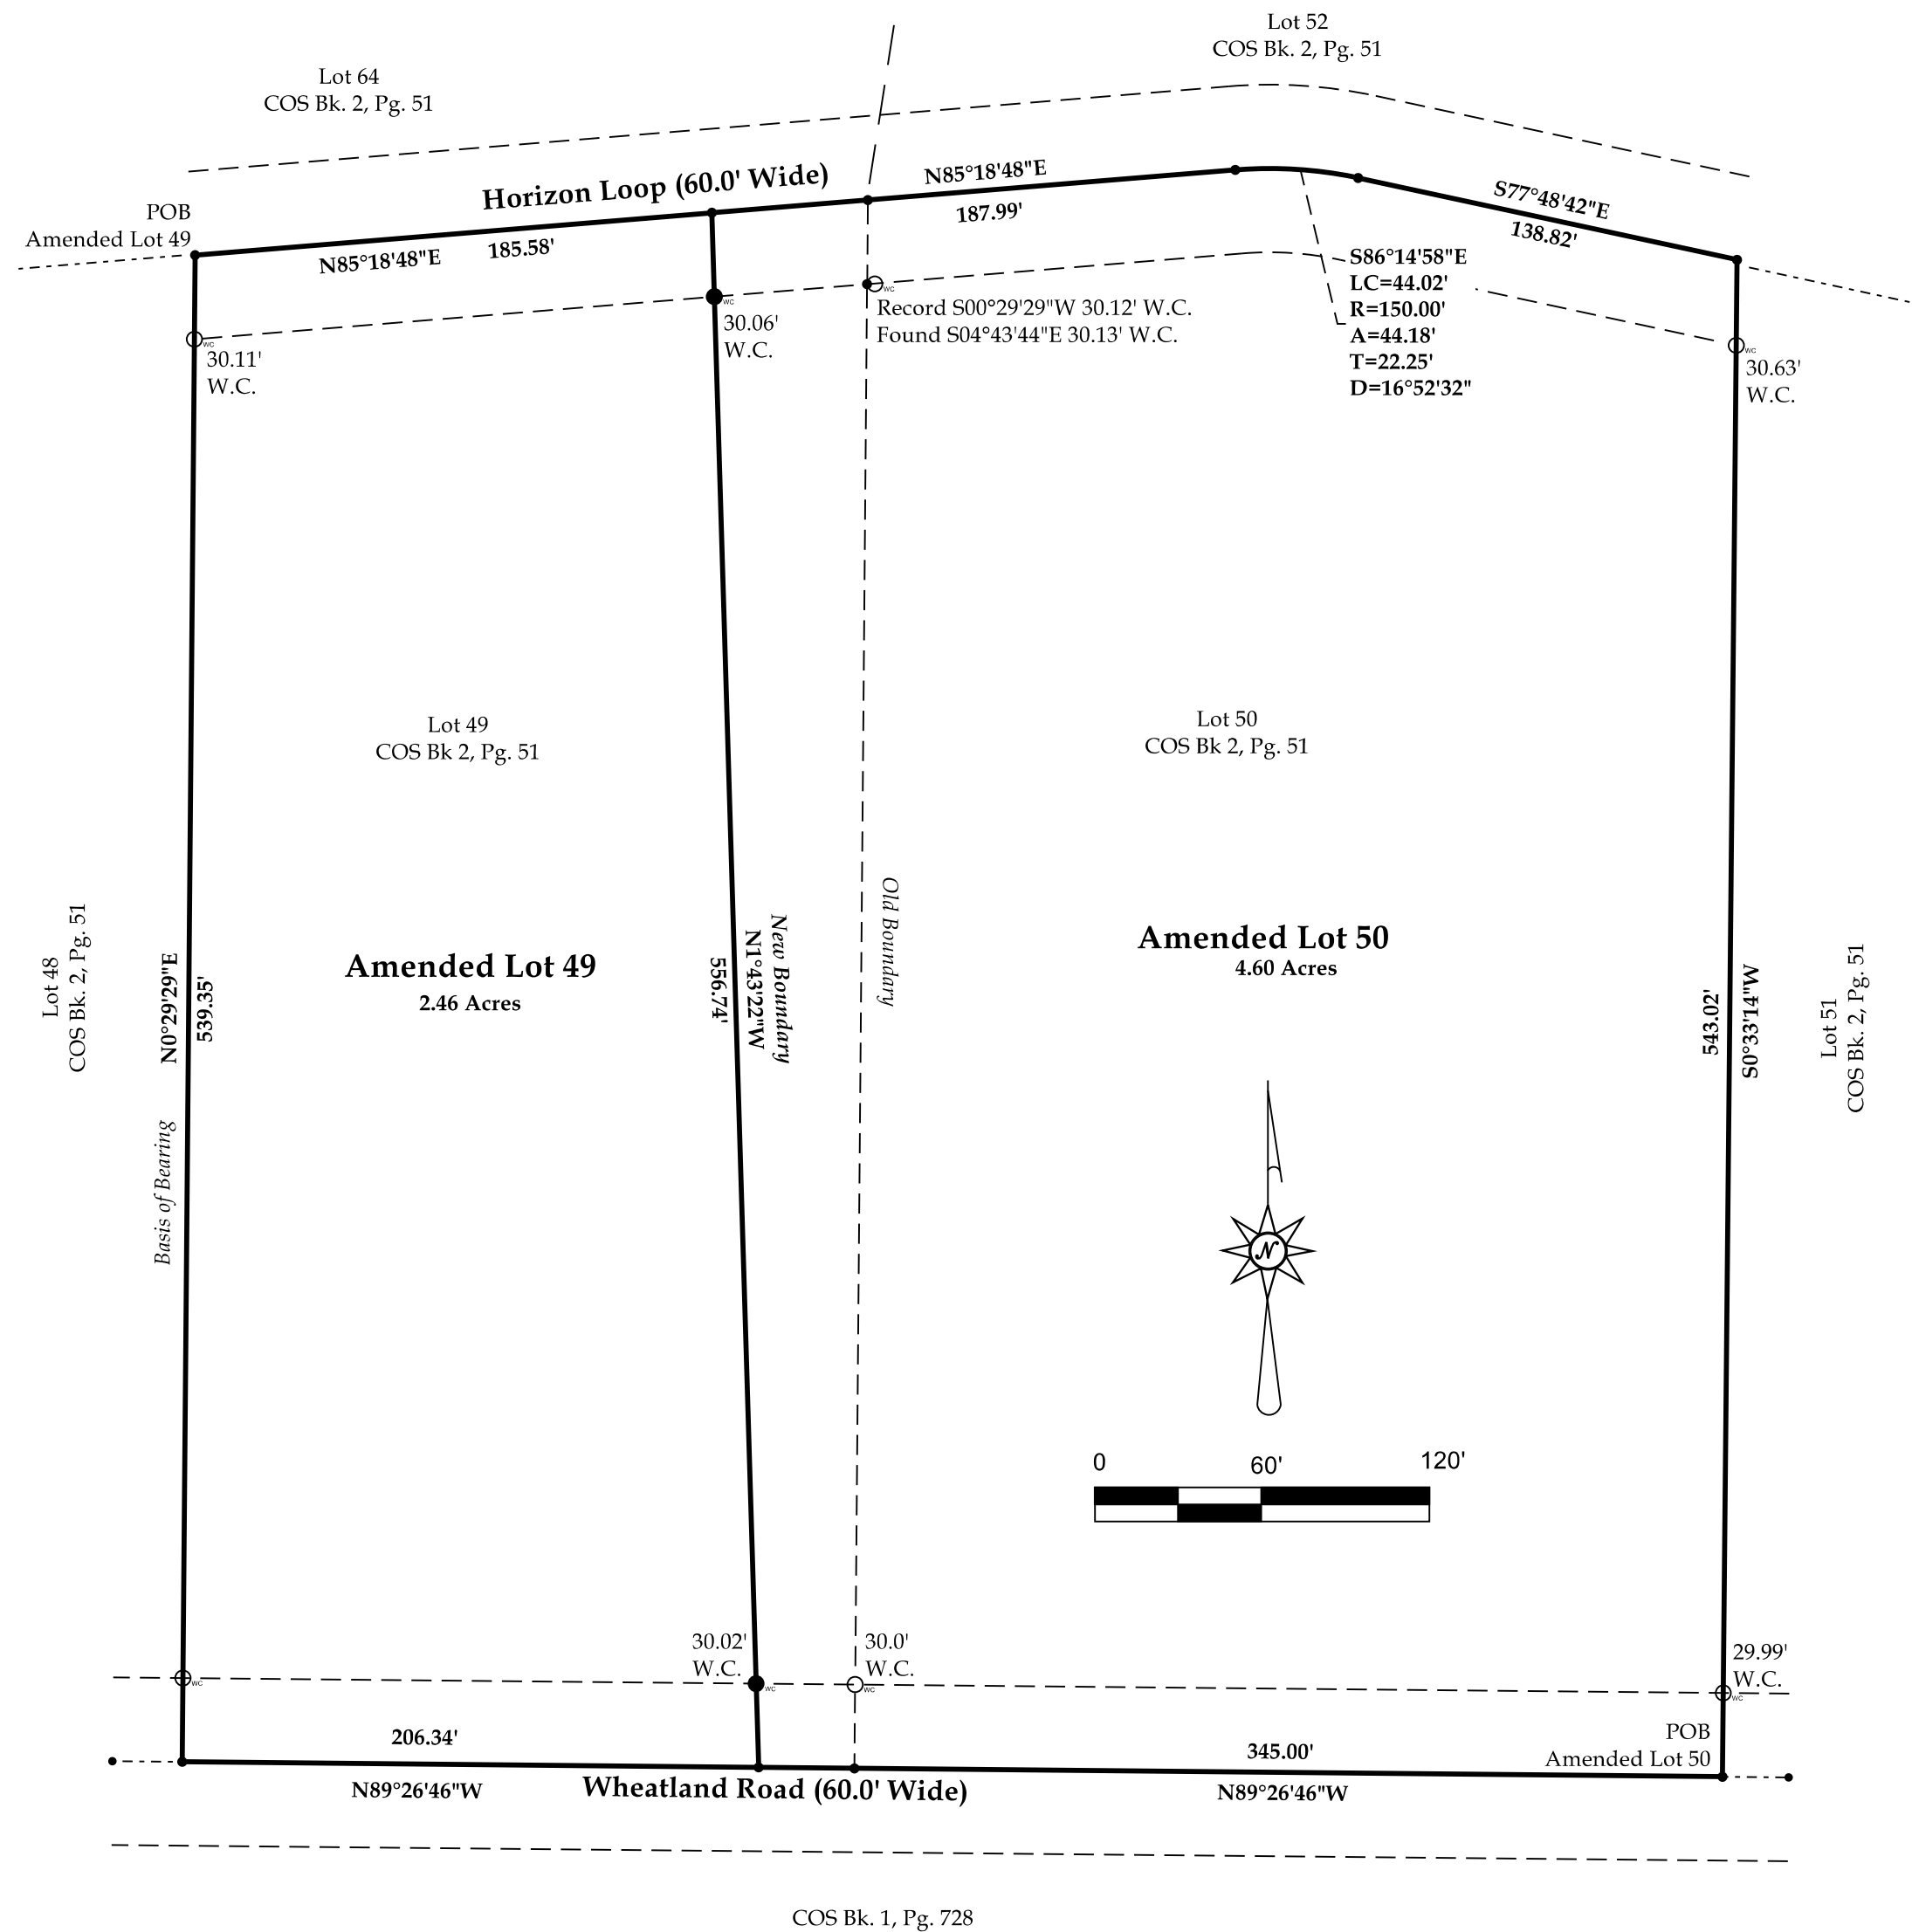 Lot 52
COS Bk. 2, Pg. 51
Lot 64
COS Bk. 2, Pg. 51
Horizon Loop (60.0' Wide)
N85°18'48"E
187.99'
S77°48'42"E
138.82'
POB
Amended Lot 49
N85°18'48"E
185.58'
S86°14'58"E
LC=44.02'
R=150.00'
A=44.18'
T=22.25'
D=16°52'32"
WC
WC
Record S00°29'29"W 30.12' W.C.
Found S04°43'44"E 30.13' W.C.
30.06'
W.C.
WC
30.11'
W.C.
WC
30.63'
W.C.
Lot 49
COS Bk 2, Pg. 51
Lot 50
COS Bk 2, Pg. 51
Lot 48
COS Bk. 2, Pg. 51
N0°29'29"E
539.35'
Basis of Bearing
Amended Lot 49
2.46 Acres
556.74'
N1°43'22"W
New Boundary
Old Boundary
Amended Lot 50
4.60 Acres
543.02'
S0°33'14"W
Lot 51
COS Bk. 2, Pg. 51
N
0
60'
120'
30.02'
W.C.
30.0'
W.C.
29.99'
W.C.
WC
WC
WC
WC
POB
Amended Lot 50
206.34'
345.00'
N89°26'46"W
Wheatland Road (60.0' Wide)
N89°26'46"W
COS Bk. 1, Pg. 728